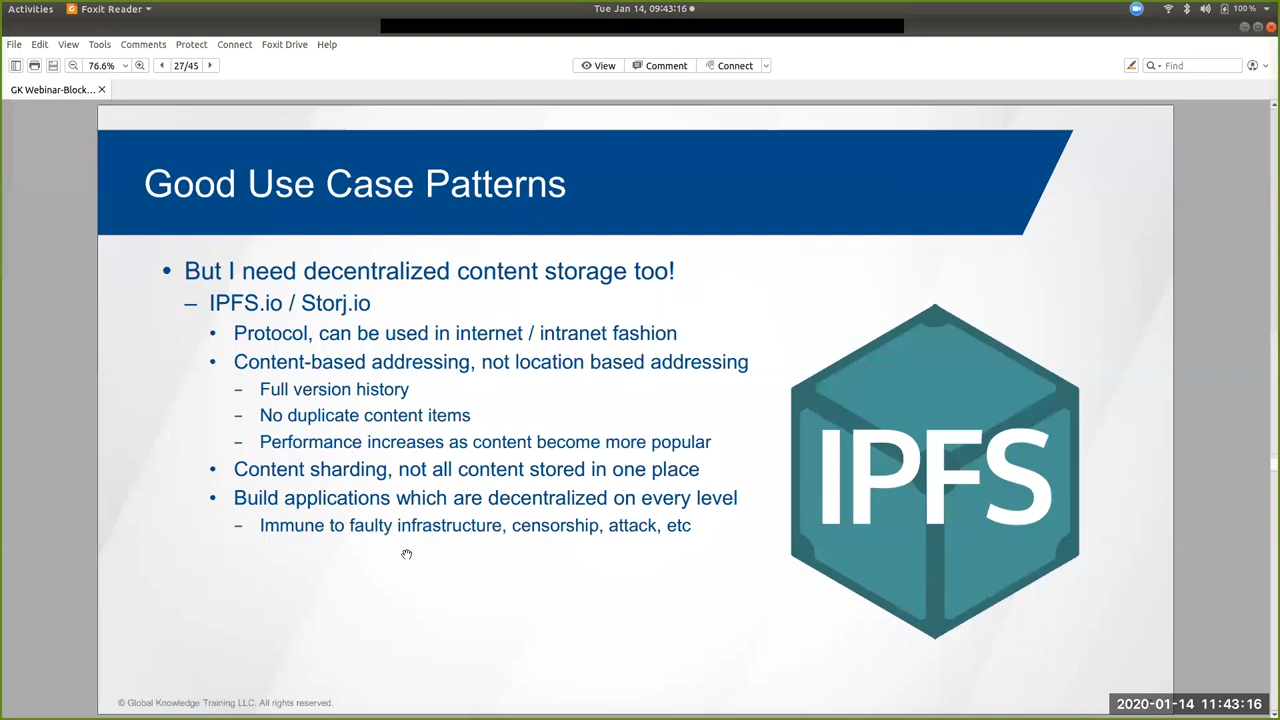 Activities Foxit Reader Tue Jan 14, 09:43:16 100 %
File Edit View Tools Comments Protect Connect Foxit Drive Help
76.6% 27/45 View Comment Connect Find
GK Webinar-Block...
Good Use Case Patterns
• But I need decentralized content storage too!
– IPFS.io / Storj.io
• Protocol, can be used in internet / intranet fashion
• Content-based addressing, not location based addressing
– Full version history
– No duplicate content items
– Performance increases as content become more popular
• Content sharding, not all content stored in one place
• Build applications which are decentralized on every level
– Immune to faulty infrastructure, censorship, attack, etc
IPFS
© Global Knowledge Training LLC. All rights reserved.
2020-01-14 11:43:16